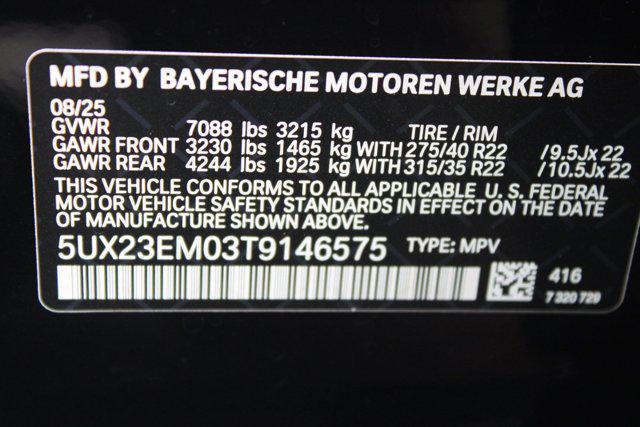 MFD BY BAYERISCHE MOTOREN WERKE AG
08/25
GVWR 7088 lbs 3215 kg TIRE / RIM
GAWR FRONT 3230 lbs 1465 kg WITH 275/40 R22 /9.5Jx 22
GAWR REAR 4244 lbs 1925 kg WITH 315/35 R22 /10.5Jx 22
THIS VEHICLE CONFORMS TO ALL APPLICABLE U. S. FEDERAL
MOTOR VEHICLE SAFETY STANDARDS IN EFFECT ON THE DATE
OF MANUFACTURE SHOWN ABOVE.
5UX23EM03T9146575 TYPE: MPV
416
7 320 729